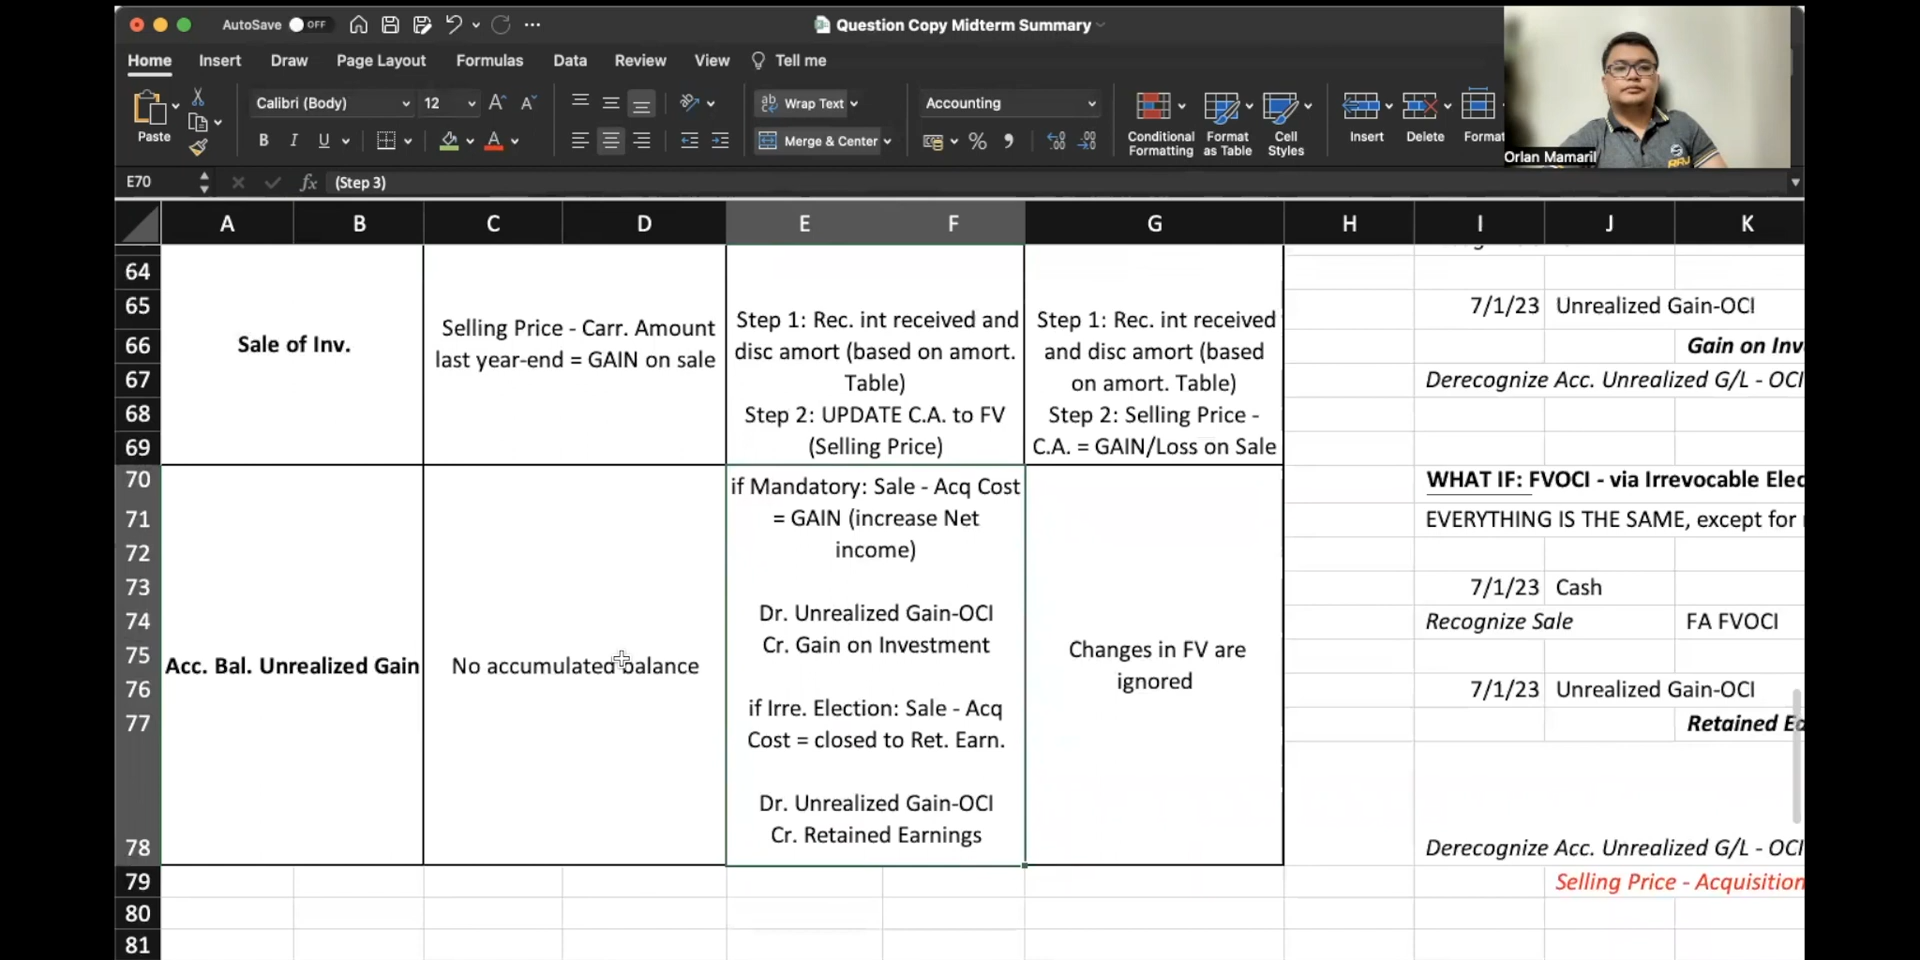 AutoSave OFF
Question Copy Midterm Summary
Home Insert Draw Page Layout Formulas Data Review View Tell me
Paste
Calibri (Body) 12
B I U
Wrap Text
Merge & Center
Accounting
Conditional Formatting
Format as Table
Cell Styles
Insert
Delete
Format
Orlan Mamaril
E70 fx (Step 3)
A B C D E F G H I J K
64
65
66
67
68
69
70
71
72
73
74
75
76
77
78
79
80
81
Sale of Inv.
Selling Price - Carr. Amount
last year-end = GAIN on sale
Step 1: Rec. int received and
disc amort (based on amort.
Table)
Step 2: UPDATE C.A. to FV
(Selling Price)
Step 1: Rec. int received
and disc amort (based
on amort. Table)
Step 2: Selling Price -
C.A. = GAIN/Loss on Sale
Acc. Bal. Unrealized Gain
No accumulated balance
if Mandatory: Sale - Acq Cost
= GAIN (increase Net
income)
Dr. Unrealized Gain-OCI
Cr. Gain on Investment
if Irre. Election: Sale - Acq
Cost = closed to Ret. Earn.
Dr. Unrealized Gain-OCI
Cr. Retained Earnings
Changes in FV are
ignored
7/1/23 Unrealized Gain-OCI
Gain on Inv
Derecognize Acc. Unrealized G/L - OCI
WHAT IF: FVOCI - via Irrevocable Elec
EVERYTHING IS THE SAME, except for
7/1/23 Cash
Recognize Sale FA FVOCI
7/1/23 Unrealized Gain-OCI
Retained Ea
Derecognize Acc. Unrealized G/L - OCI
Selling Price - Acquisition